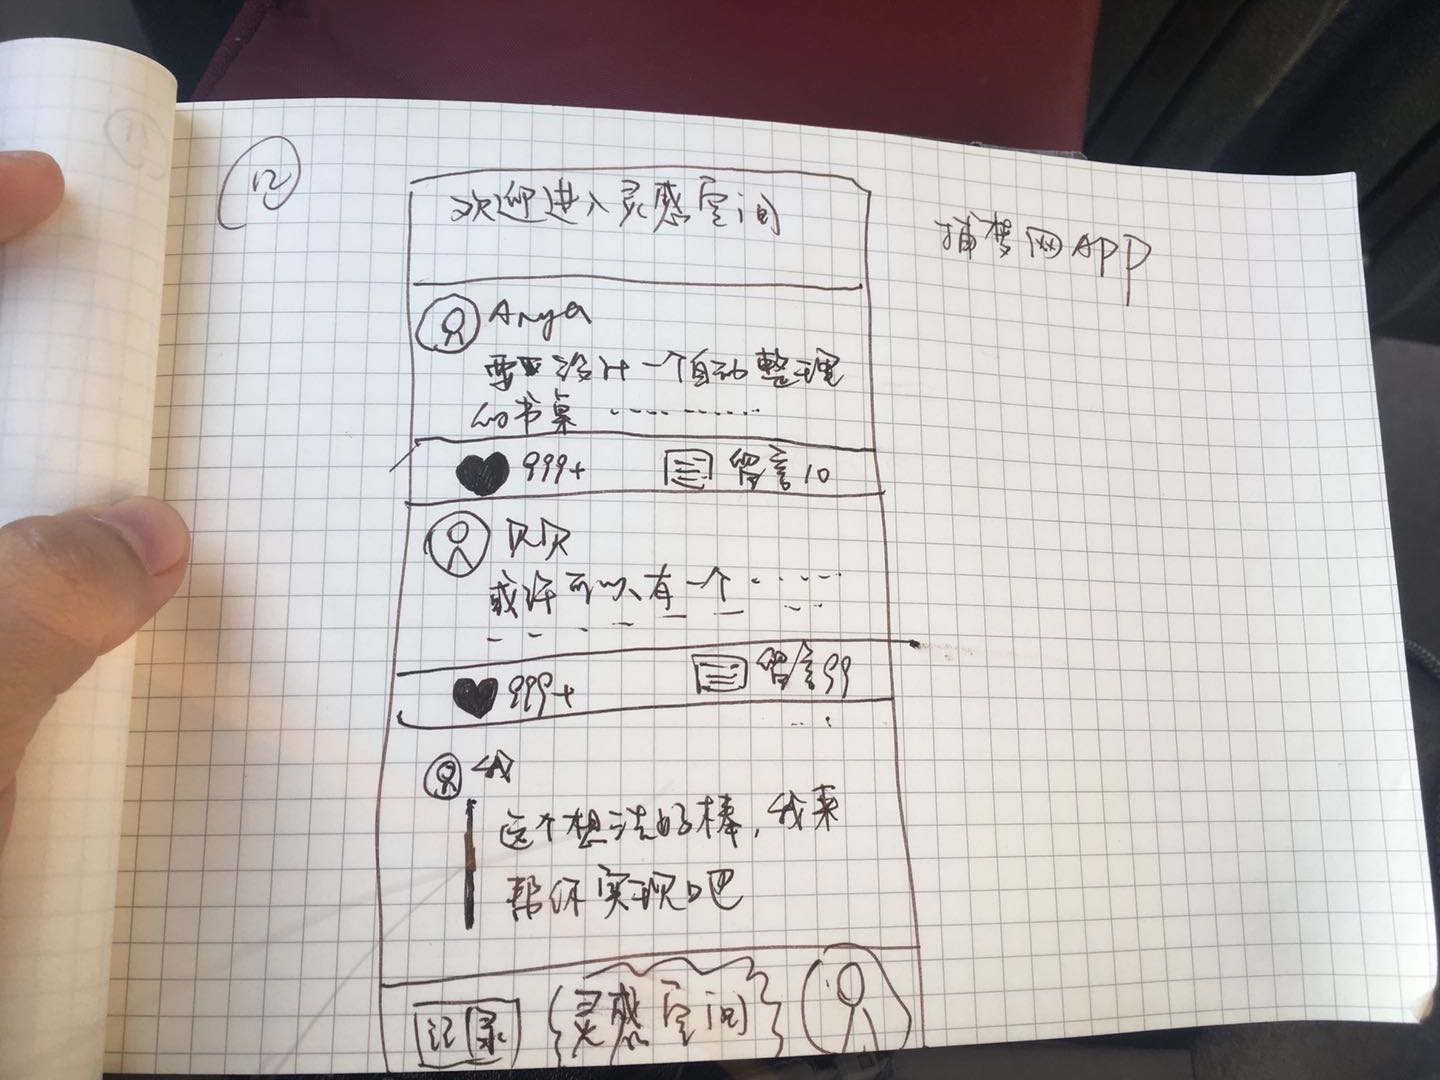 12
欢迎进入灵感空间
捕梦网APP
Anya
要设计一个自动整理
的书桌 ………
999+ 留言10
贝贝
或许可以有一个 ……
999+ 留言99
我
这个想法好棒，我来
帮你实现吧
记录 灵感空间